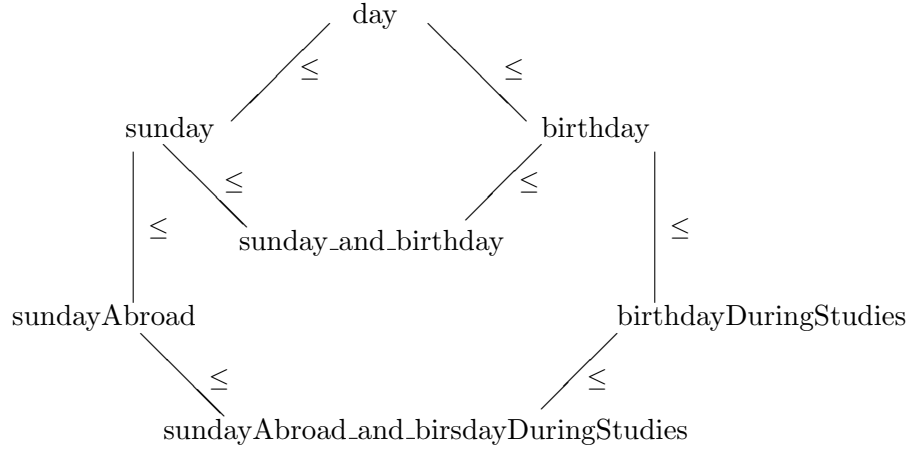 day
≤ ≤
sunday birthday
≤ ≤
≤ ≤
sunday_and_birthday
sundayAbroad birthdayDuringStudies
≤ ≤
sundayAbroad_and_birsdayDuringStudies